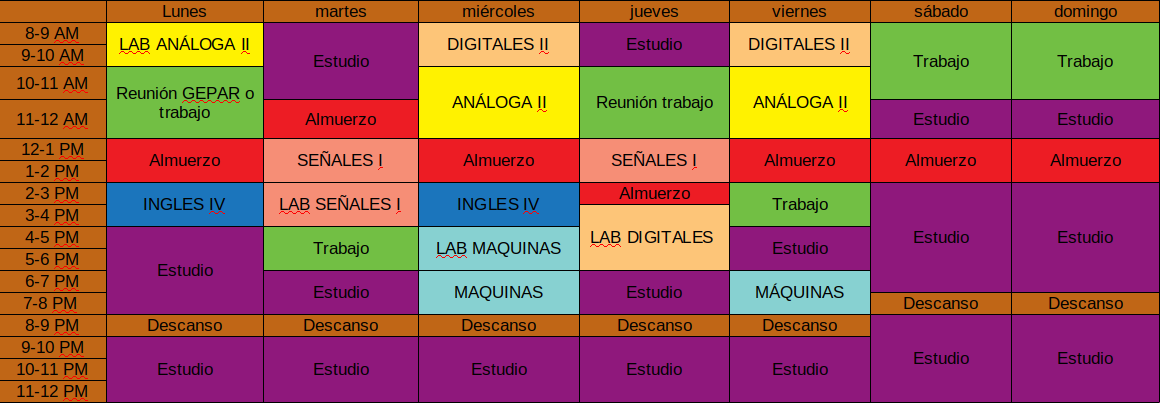 Lunes martes miércoles jueves viernes sábado domingo
8-9 AM LAB ANÁLOGA II Estudio DIGITALES II Estudio DIGITALES II Trabajo Trabajo
9-10 AM
10-11 AM Reunión GEPAR o trabajo ANÁLOGA II Reunión trabajo ANÁLOGA II
11-12 AM Almuerzo Estudio Estudio
12-1 PM Almuerzo SEÑALES I Almuerzo SEÑALES I Almuerzo Almuerzo Almuerzo
1-2 PM
2-3 PM INGLES IV LAB SEÑALES I INGLES IV Almuerzo Trabajo Estudio Estudio
3-4 PM LAB DIGITALES
4-5 PM Estudio Trabajo LAB MAQUINAS Estudio
5-6 PM
6-7 PM Estudio MAQUINAS Estudio MÁQUINAS
7-8 PM Descanso Descanso
8-9 PM Descanso Descanso Descanso Descanso Descanso Estudio Estudio
9-10 PM Estudio Estudio Estudio Estudio Estudio
10-11 PM
11-12 PM